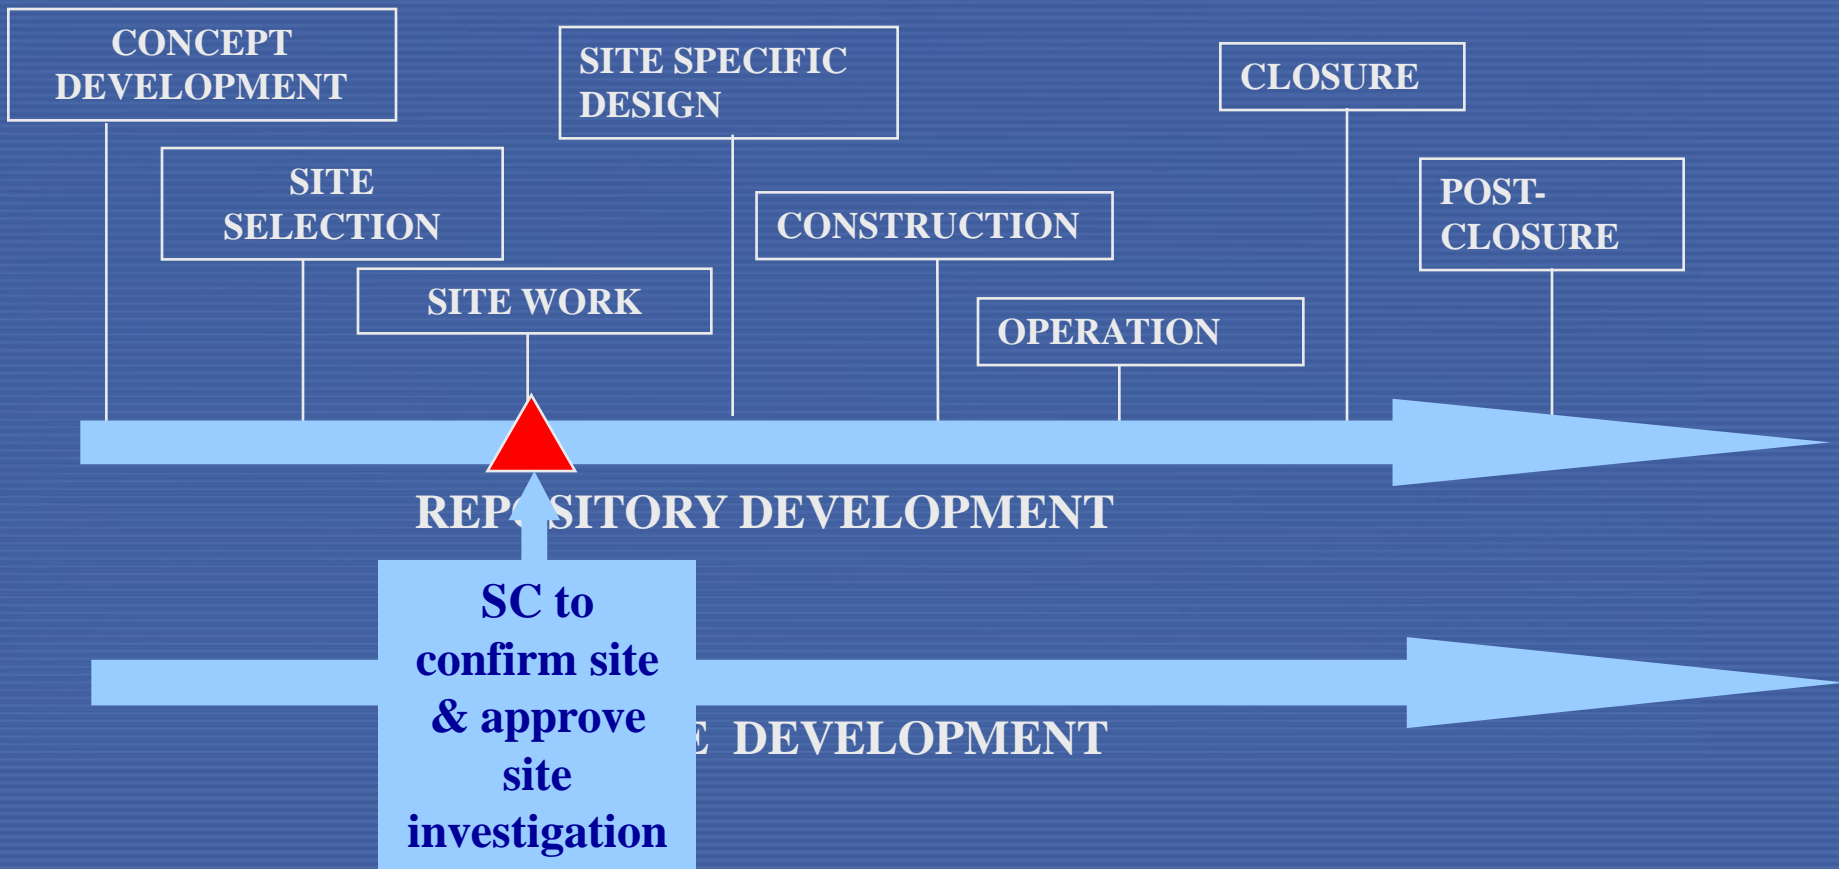 CONCEPT
DEVELOPMENT
SITE
SELECTION
SITE WORK
SITE SPECIFIC
DESIGN
CONSTRUCTION
OPERATION
CLOSURE
POST-
CLOSURE
REPOSITORY DEVELOPMENT
SC to
confirm site
& approve
site
investigation
DEVELOPMENT